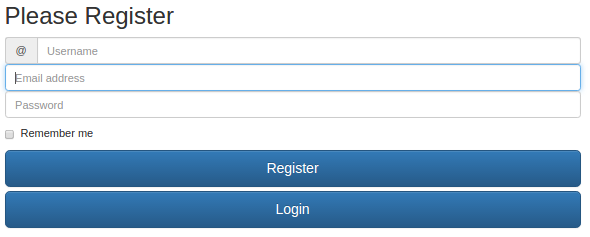 Please Register
@ Username
Email address
Password
Remember me
Register
Login